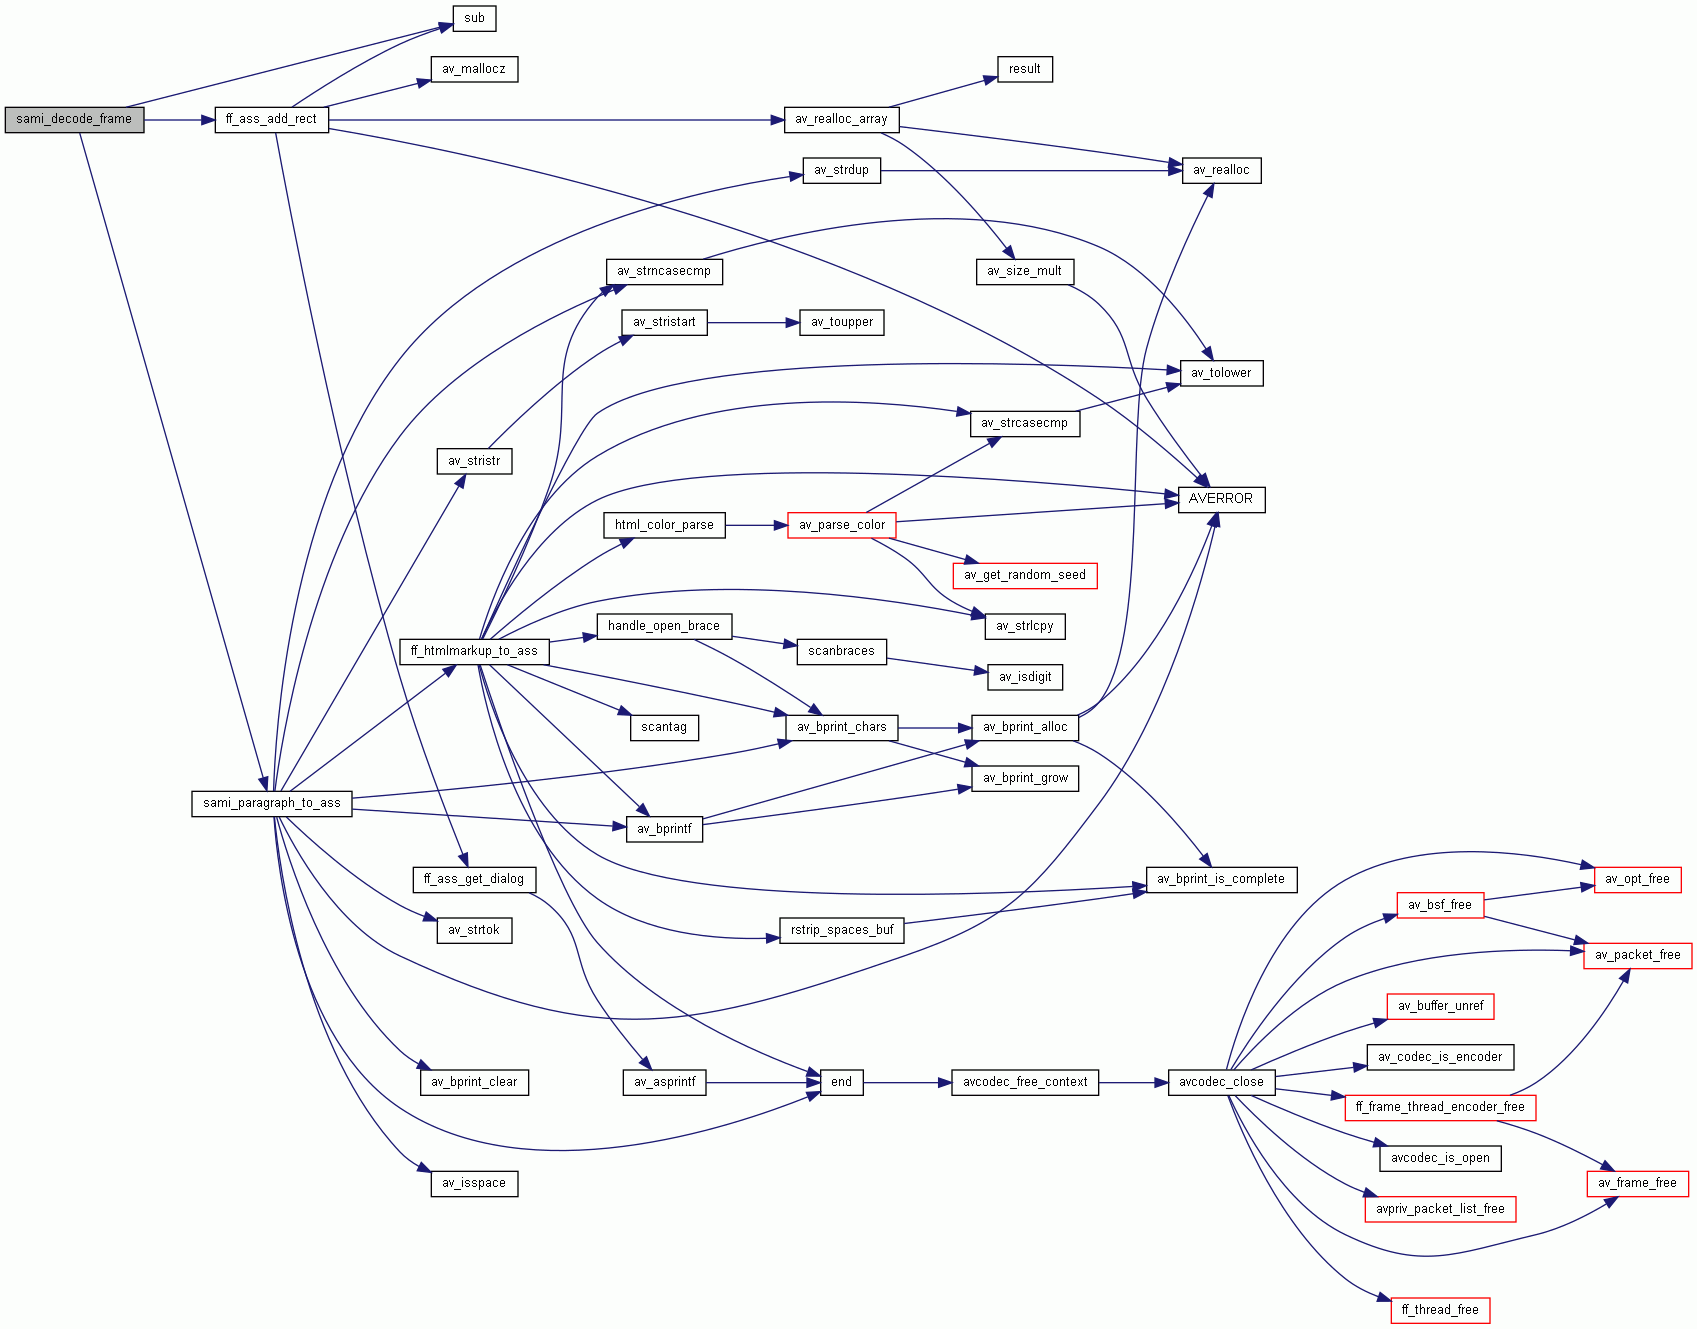 sub
av_mallocz
result
sami_decode_frame
ff_ass_add_rect
av_realloc_array
av_strdup
av_realloc
av_strncasecmp
av_size_mult
av_stristart
av_toupper
av_tolower
av_strcasecmp
av_stristr
AVERROR
html_color_parse
av_parse_color
av_get_random_seed
av_strlcpy
handle_open_brace
ff_htmlmarkup_to_ass
scanbraces
av_isdigit
scantag
av_bprint_chars
av_bprint_alloc
av_bprint_grow
sami_paragraph_to_ass
av_bprintf
ff_ass_get_dialog
av_bprint_is_complete
av_opt_free
av_bsf_free
av_strtok
rstrip_spaces_buf
av_packet_free
av_buffer_unref
av_codec_is_encoder
av_bprint_clear
av_asprintf
end
avcodec_free_context
avcodec_close
ff_frame_thread_encoder_free
avcodec_is_open
av_isspace
av_frame_free
avpriv_packet_list_free
ff_thread_free